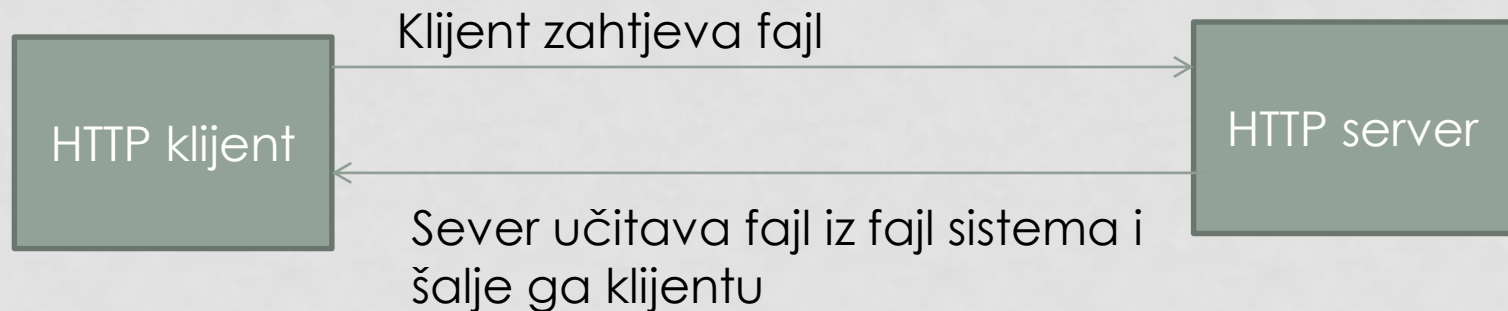 Klijent zahtjeva fajl
HTTP klijent
HTTP server
Sever učitava fajl iz fajl sistema i
šalje ga klijentu